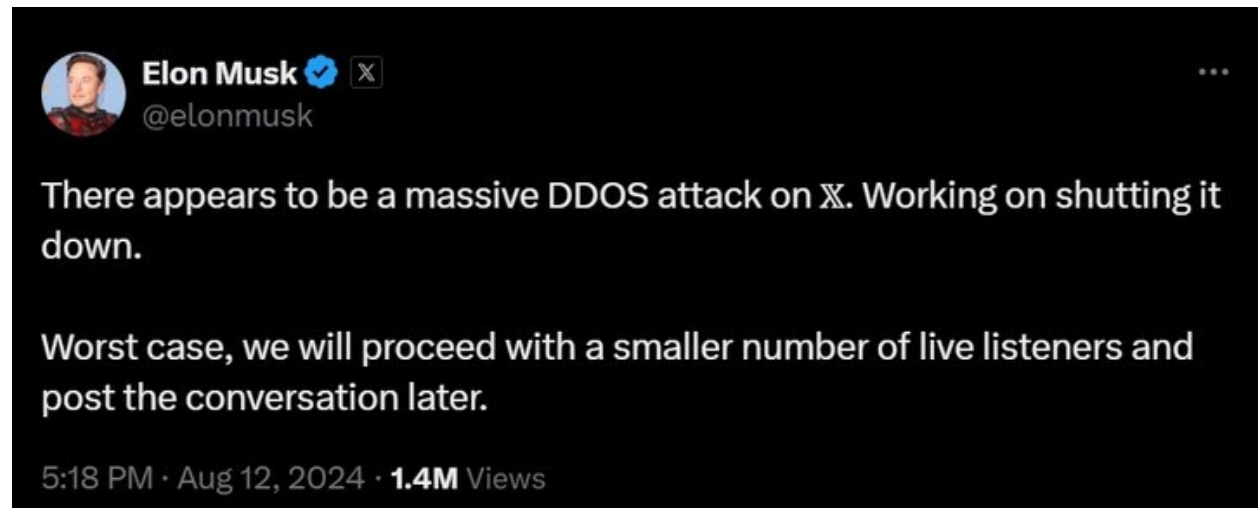 Elon Musk 𝕏
@elonmusk
There appears to be a massive DDOS attack on 𝕏. Working on shutting it
down.
Worst case, we will proceed with a smaller number of live listeners and
post the conversation later.
5:18 PM · Aug 12, 2024 · 1.4M Views